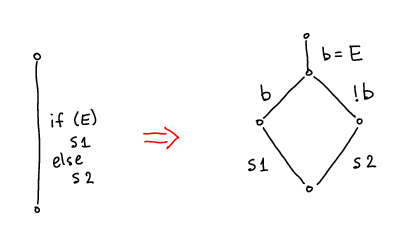 if (E)
s1
else
s2
b = E
b
!b
s1
s2